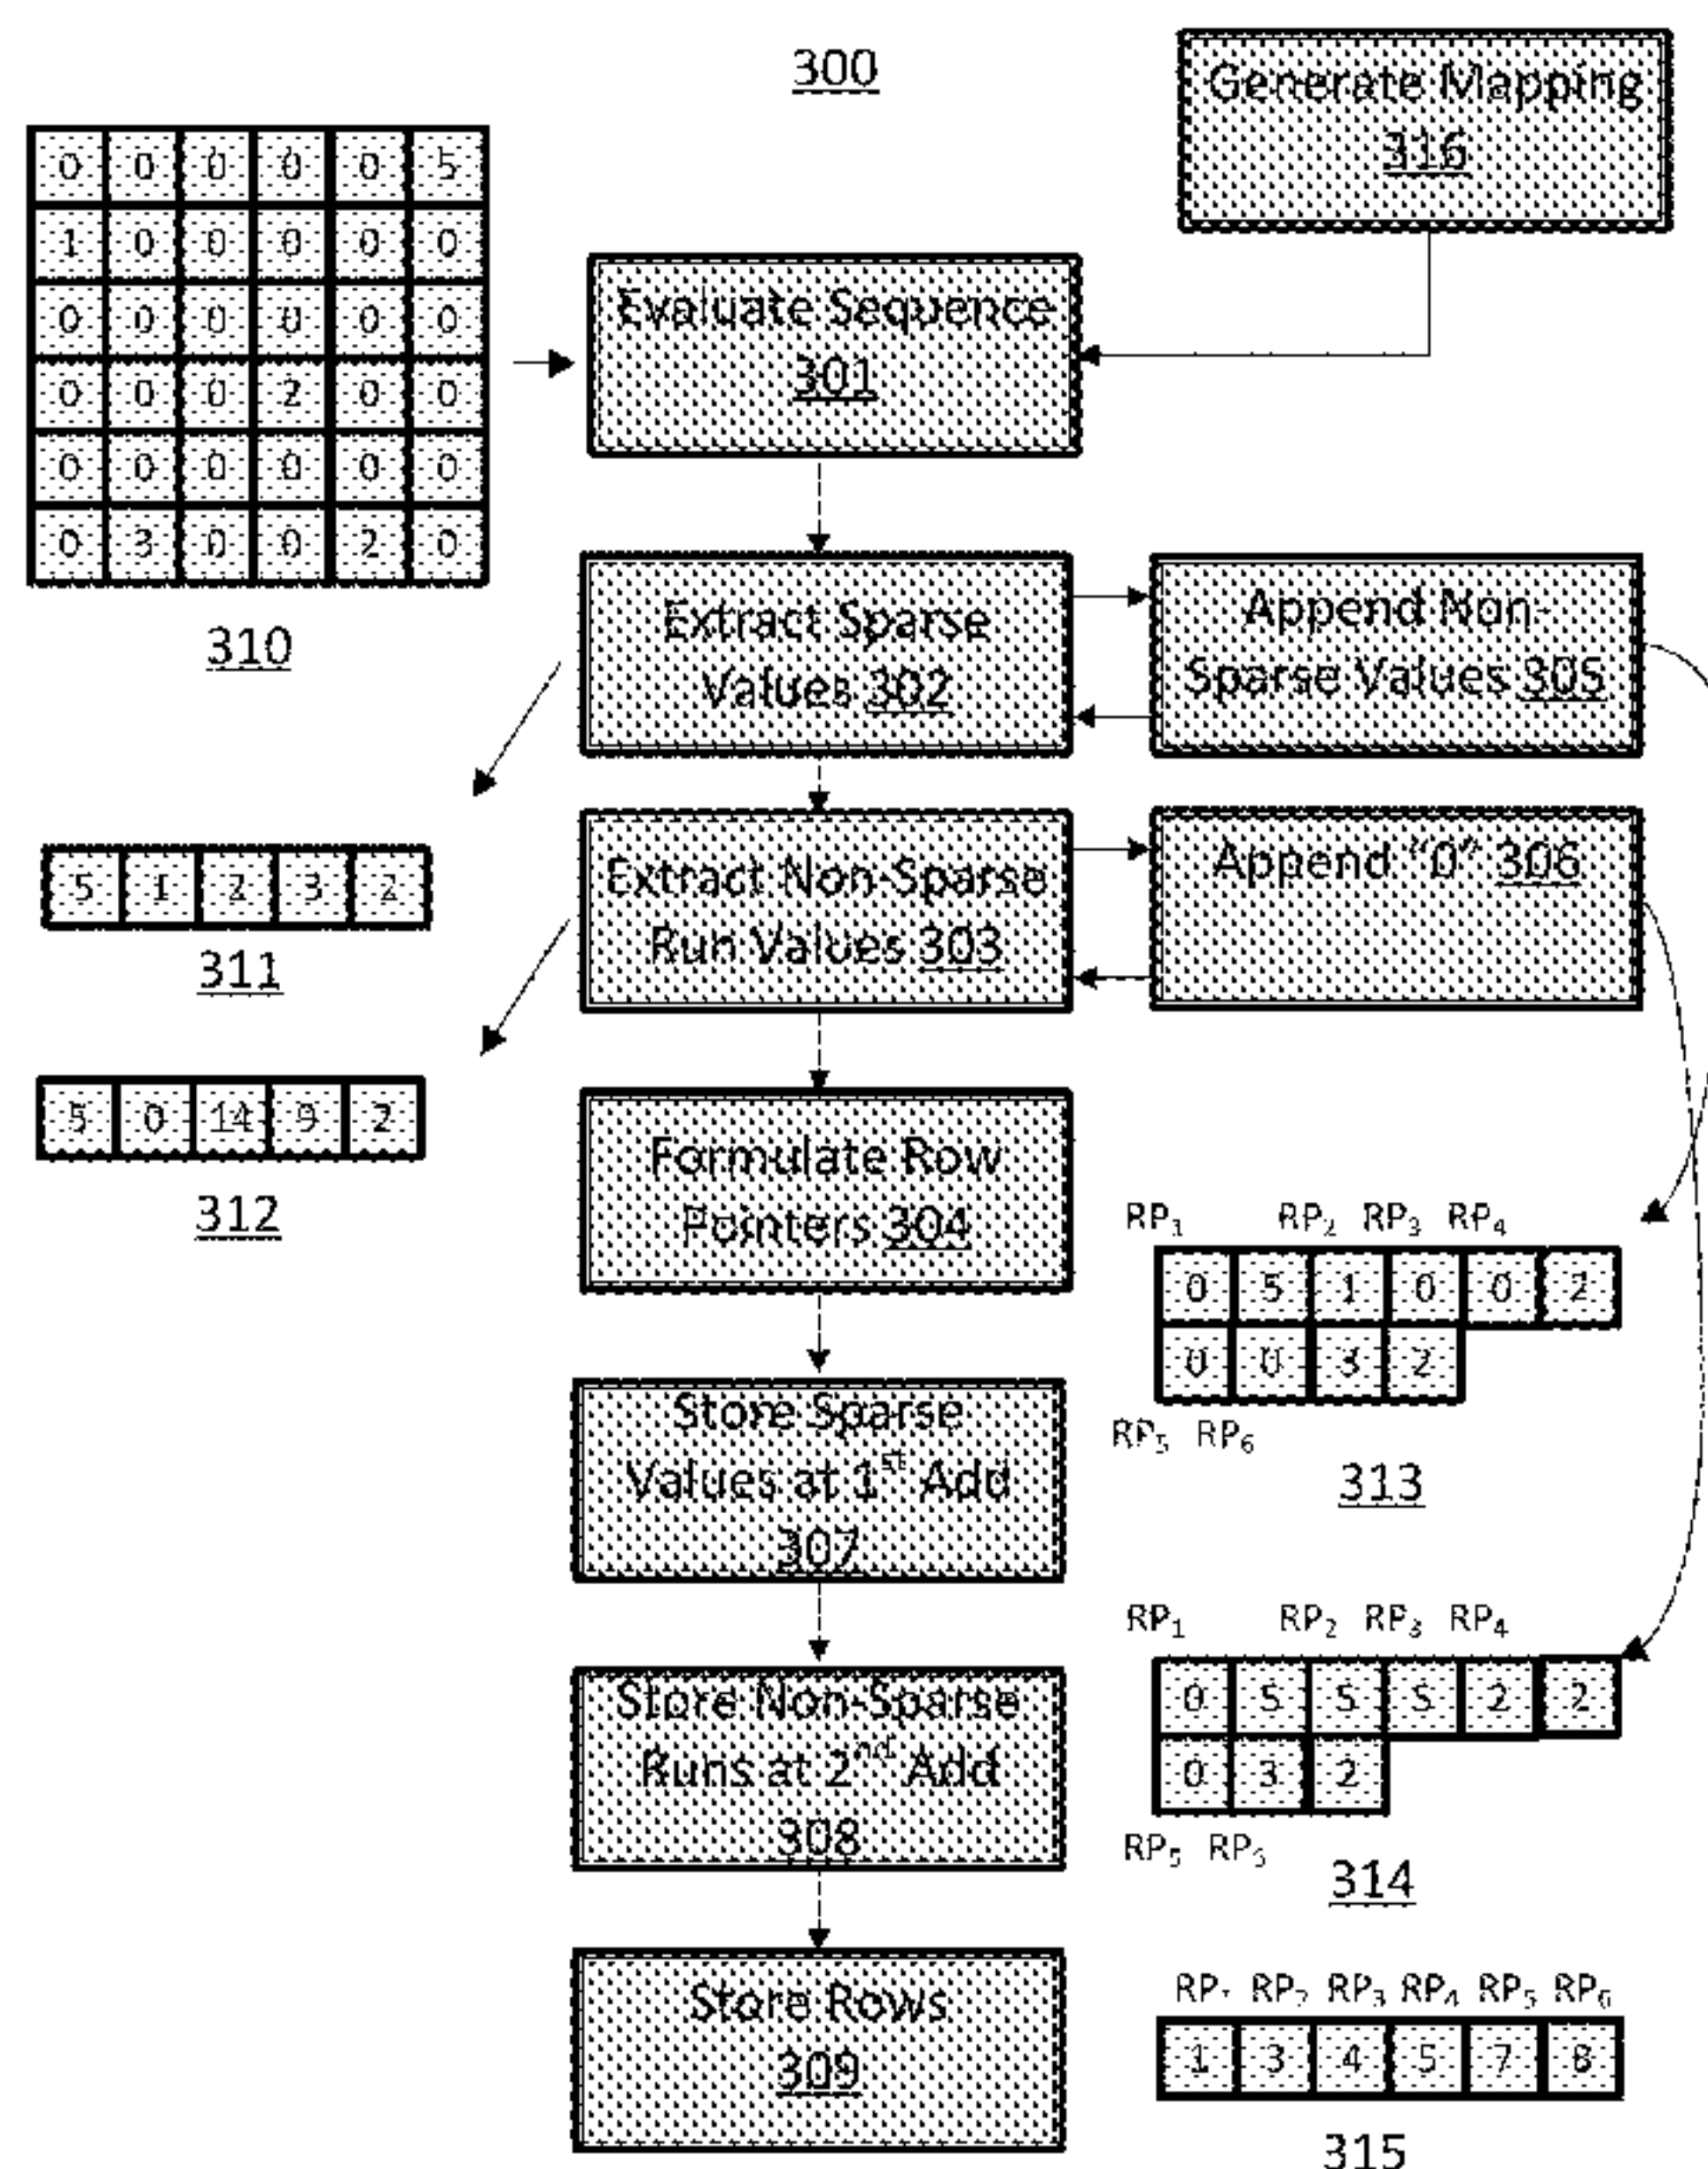 300
Generate Mapping
316
0 0 0 0 0 5
1 0 0 0 0 0
0 0 0 0 0 0
0 0 0 2 0 0
0 0 0 0 0 0
0 3 0 0 2 0
310
Evaluate Sequence
301
Extract Sparse
Values 302
Append Non-
Sparse Values 305
5 1 2 3 2
311
Extract Non-Sparse
Run Values 303
Append "0" 306
5 0 14 9 2
312
Formulate Row
Pointers 304
RP1 RP2 RP3 RP4
0 5 1 0 0 2
0 0 3 2
RP5 RP6
313
Store Sparse
Values at 1st Add
307
RP1 RP2 RP3 RP4
0 5 5 5 2 2
0 3 2
RP5 RP6
314
Store Non-Sparse
Runs at 2nd Add
308
Store Rows
309
RP1 RP2 RP3 RP4 RP5 RP6
1 3 4 5 7 8
315